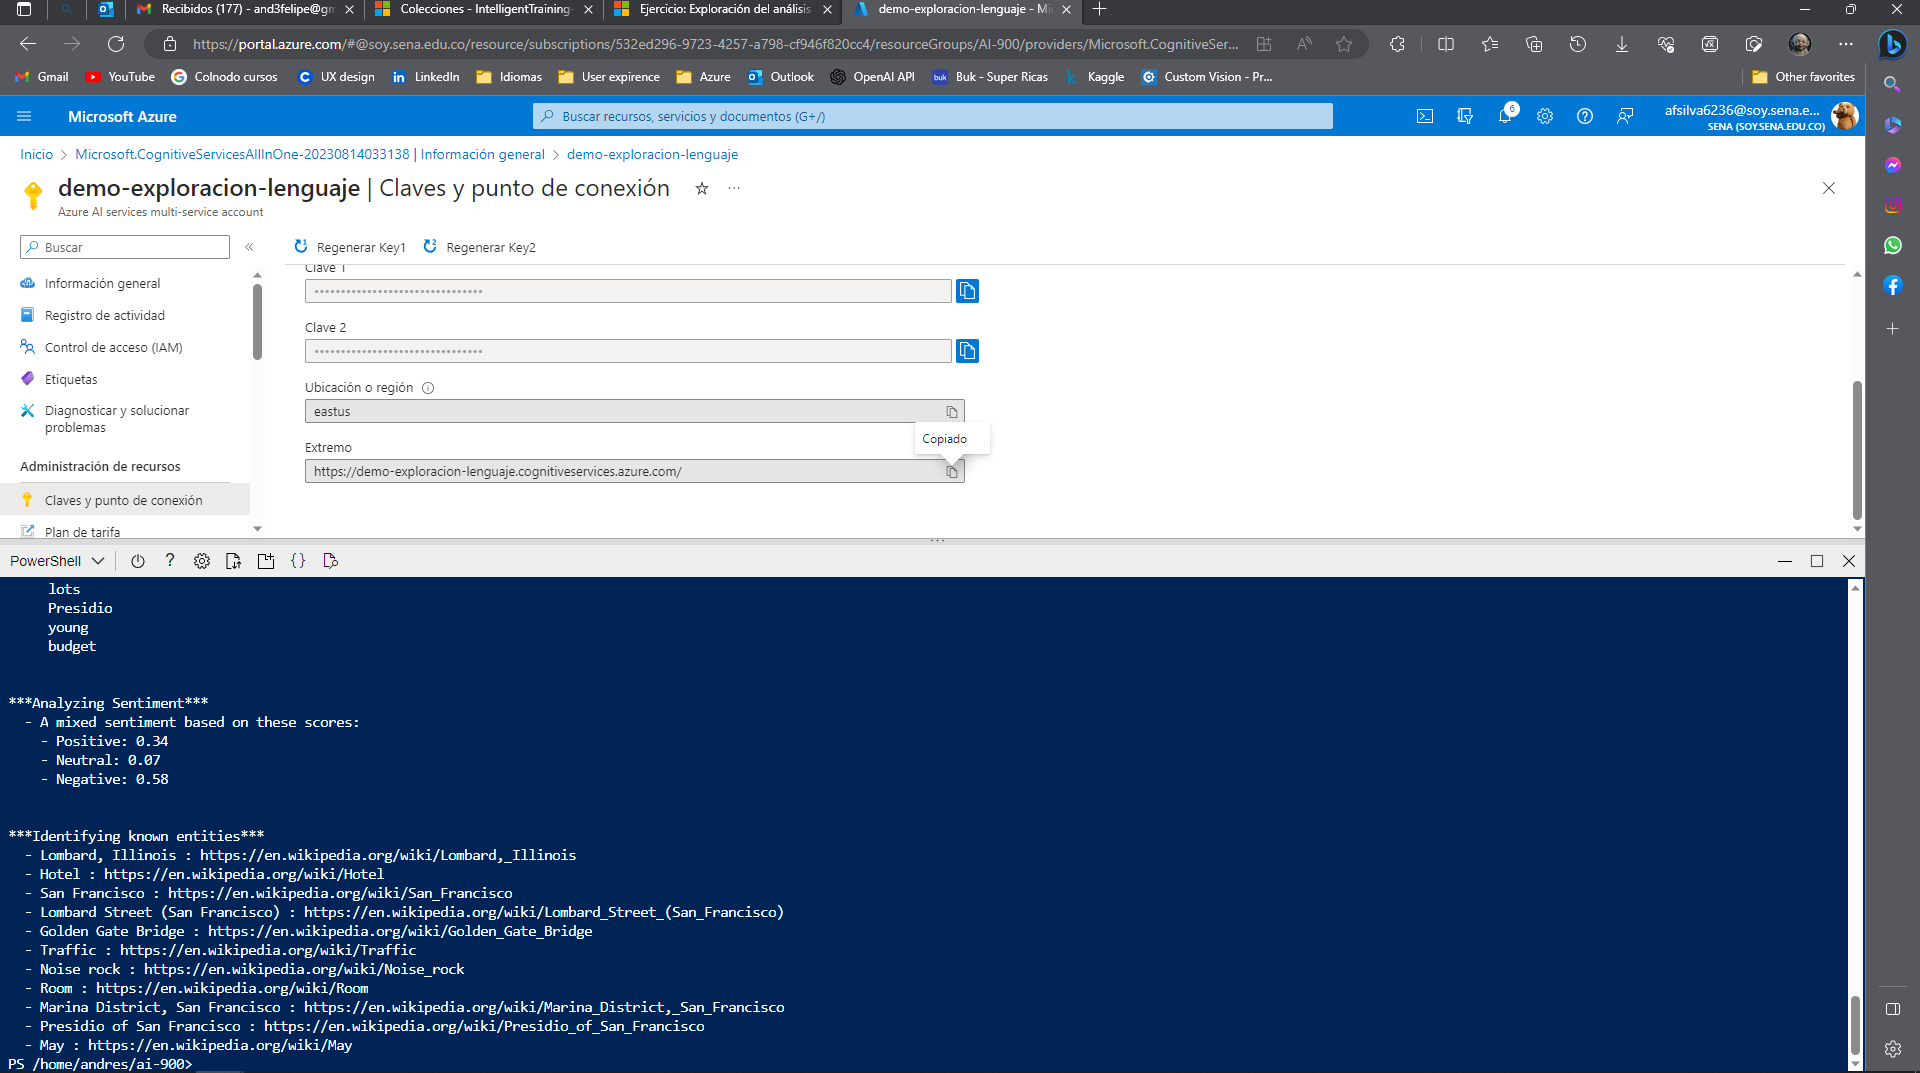 Recibidos (177) - and3felipe@gm
Colecciones - IntelligentTraining-
Ejercicio: Exploración del análisis
demo-exploracion-lenguaje - Mi
https://portal.azure.com/#@soy.sena.edu.co/resource/subscriptions/532ed296-9723-4257-a798-cf946f820cc4/resourceGroups/AI-900/providers/Microsoft.CognitiveSer...
Gmail
YouTube
Colnodo cursos
UX design
LinkedIn
Idiomas
User expirence
Azure
Outlook
OpenAI API
Buk - Super Ricas
Kaggle
Custom Vision - Pr...
Other favorites
Microsoft Azure
Buscar recursos, servicios y documentos (G+/)
6
afsilva6236@soy.sena.e...
SENA (SOY.SENA.EDU.CO)
Inicio > Microsoft.CognitiveServicesAllInOne-20230814033138 | Información general > demo-exploracion-lenguaje
demo-exploracion-lenguaje | Claves y punto de conexión
Azure AI services multi-service account
Buscar
Regenerar Key1
Regenerar Key2
Información general
Registro de actividad
Control de acceso (IAM)
Etiquetas
Diagnosticar y solucionar
problemas
Administración de recursos
Claves y punto de conexión
Plan de tarifa
Clave 1
Clave 2
Ubicación o región
eastus
Copiado
Extremo
https://demo-exploracion-lenguaje.cognitiveservices.azure.com/
PowerShell
lots
Presidio
young
budget
***Analyzing Sentiment***
- A mixed sentiment based on these scores:
- Positive: 0.34
- Neutral: 0.07
- Negative: 0.58
***Identifying known entities***
- Lombard, Illinois : https://en.wikipedia.org/wiki/Lombard,_Illinois
- Hotel : https://en.wikipedia.org/wiki/Hotel
- San Francisco : https://en.wikipedia.org/wiki/San_Francisco
- Lombard Street (San Francisco) : https://en.wikipedia.org/wiki/Lombard_Street_(San_Francisco)
- Golden Gate Bridge : https://en.wikipedia.org/wiki/Golden_Gate_Bridge
- Traffic : https://en.wikipedia.org/wiki/Traffic
- Noise rock : https://en.wikipedia.org/wiki/Noise_rock
- Room : https://en.wikipedia.org/wiki/Room
- Marina District, San Francisco : https://en.wikipedia.org/wiki/Marina_District,_San_Francisco
- Presidio of San Francisco : https://en.wikipedia.org/wiki/Presidio_of_San_Francisco
- May : https://en.wikipedia.org/wiki/May
PS /home/andres/ai-900>